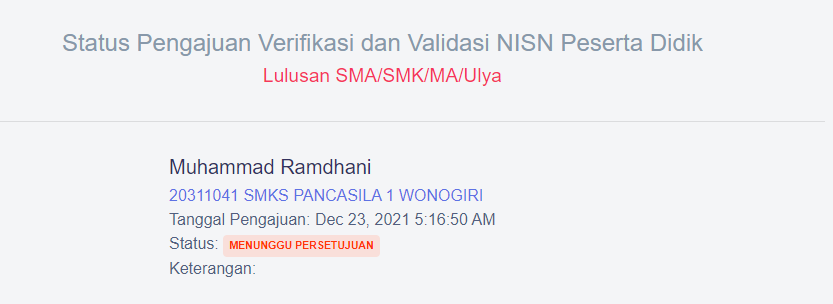 Status Pengajuan Verifikasi dan Validasi NISN Peserta Didik
Lulusan SMA/SMK/MA/Ulya
Muhammad Ramdhani
20311041 SMKS PANCASILA 1 WONOGIRI
Tanggal Pengajuan: Dec 23, 2021 5:16:50 AM
Status: MENUNGGU PERSETUJUAN
Keterangan: